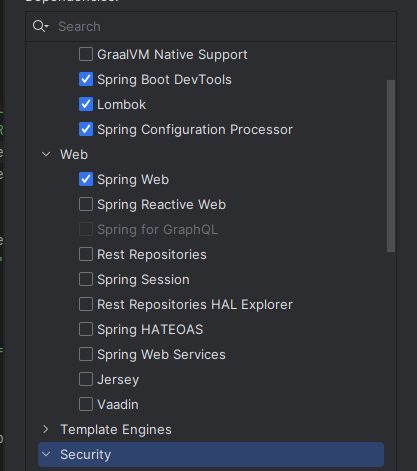 Dependencies:
Search
GraalVM Native Support
Spring Boot DevTools
Lombok
Spring Configuration Processor
Web
Spring Web
Spring Reactive Web
Spring for GraphQL
Rest Repositories
Spring Session
Rest Repositories HAL Explorer
Spring HATEOAS
Spring Web Services
Jersey
Vaadin
Template Engines
Security